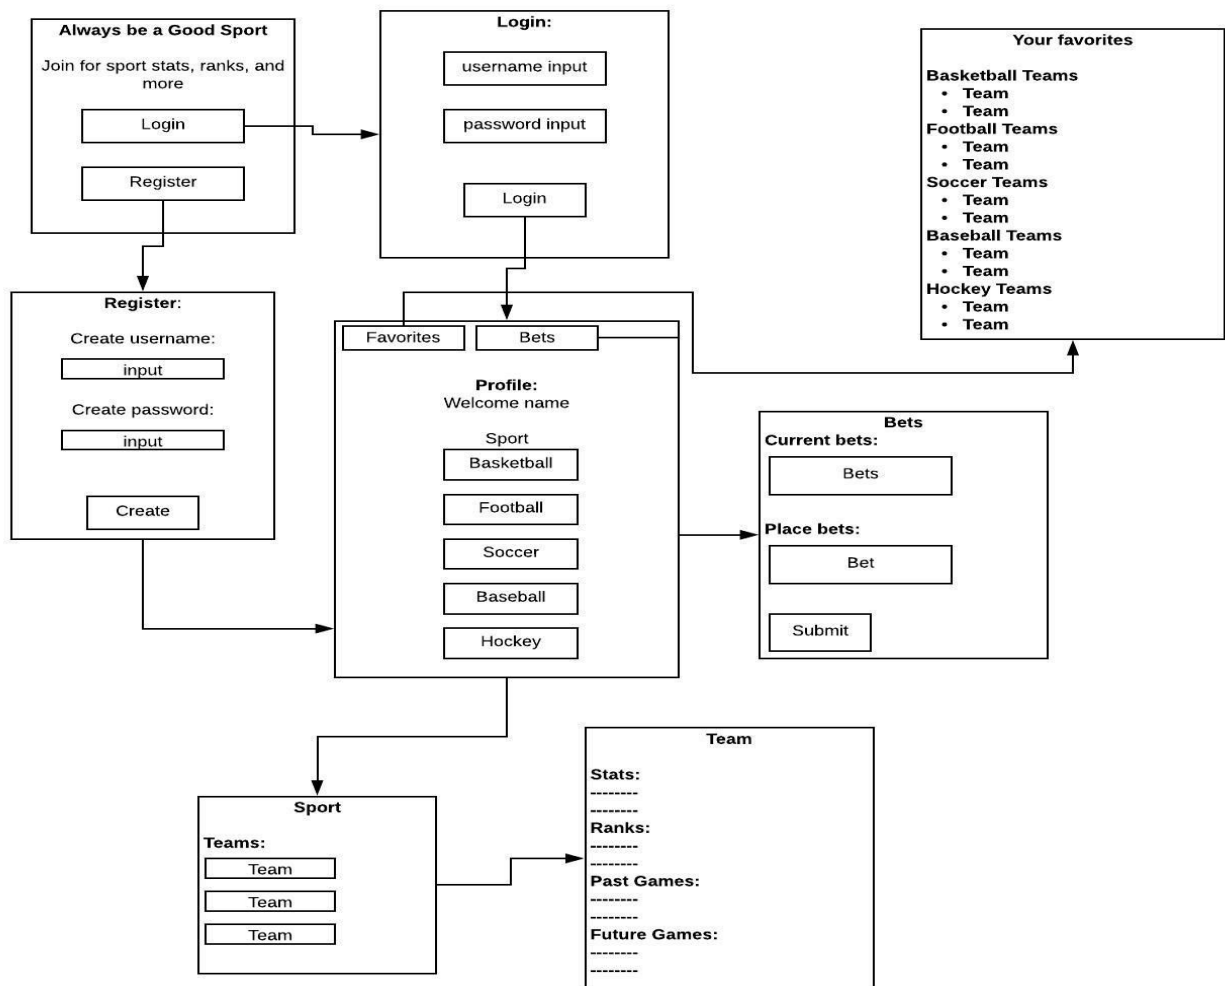 Always be a Good Sport
Join for sport stats, ranks, and
more
Login
Register
Login:
username input
password input
Login
Your favorites
Basketball Teams
• Team
• Team
Football Teams
• Team
• Team
Soccer Teams
• Team
• Team
Baseball Teams
• Team
• Team
Hockey Teams
• Team
• Team
Register:
Create username:
input
Create password:
input
Create
Favorites
Bets
Profile:
Welcome name
Sport
Basketball
Football
Soccer
Baseball
Hockey
Bets
Current bets:
Bets
Place bets:
Bet
Submit
Sport
Teams:
Team
Team
Team
Team
Stats:
--------
--------
Ranks:
--------
--------
Past Games:
--------
--------
Future Games:
--------
--------